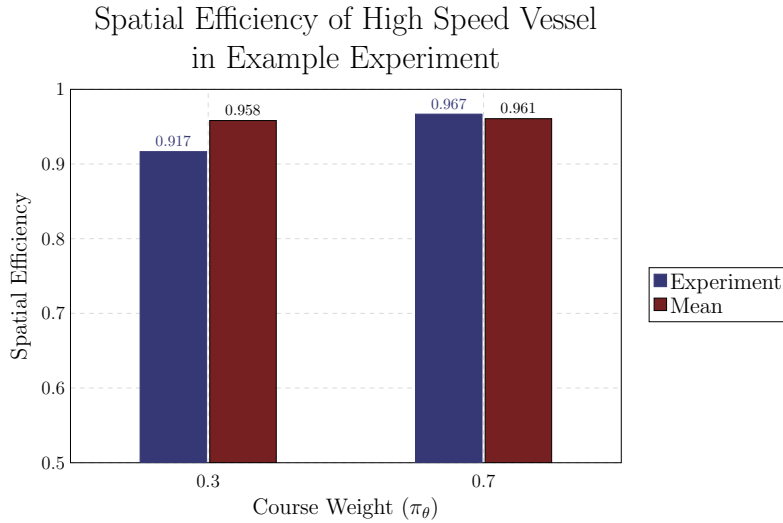 Spatial Efficiency of High Speed Vessel
in Example Experiment
1
0.9
0.8
0.7
0.6
0.5
Spatial Efficiency
0.917
0.958
0.967
0.961
0.3
0.7
Course Weight (π_θ)
Experiment
Mean